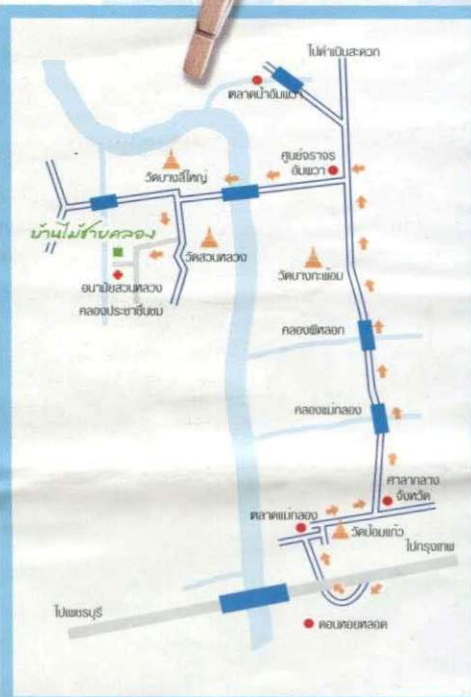 ไปดำเนินสะดวก
ตลาดน้ำอัมพวา
ศูนย์จราจร
อัมพวา
วัดบางลี่ใหญ่
บ้านไม้ชายคลอง
วัดสวนหลวง
อนามัยสวนหลวง
คลองประชาชื่นชม
วัดบางกะพ้อม
คลองผีหลอก
คลองแม่กลอง
ศาลากลาง
จังหวัด
ตลาดแม่กลอง
วัดป้อมแก้ว
ไปกรุงเทพ
ไปเพชรบุรี
ดอนหอยหลอด